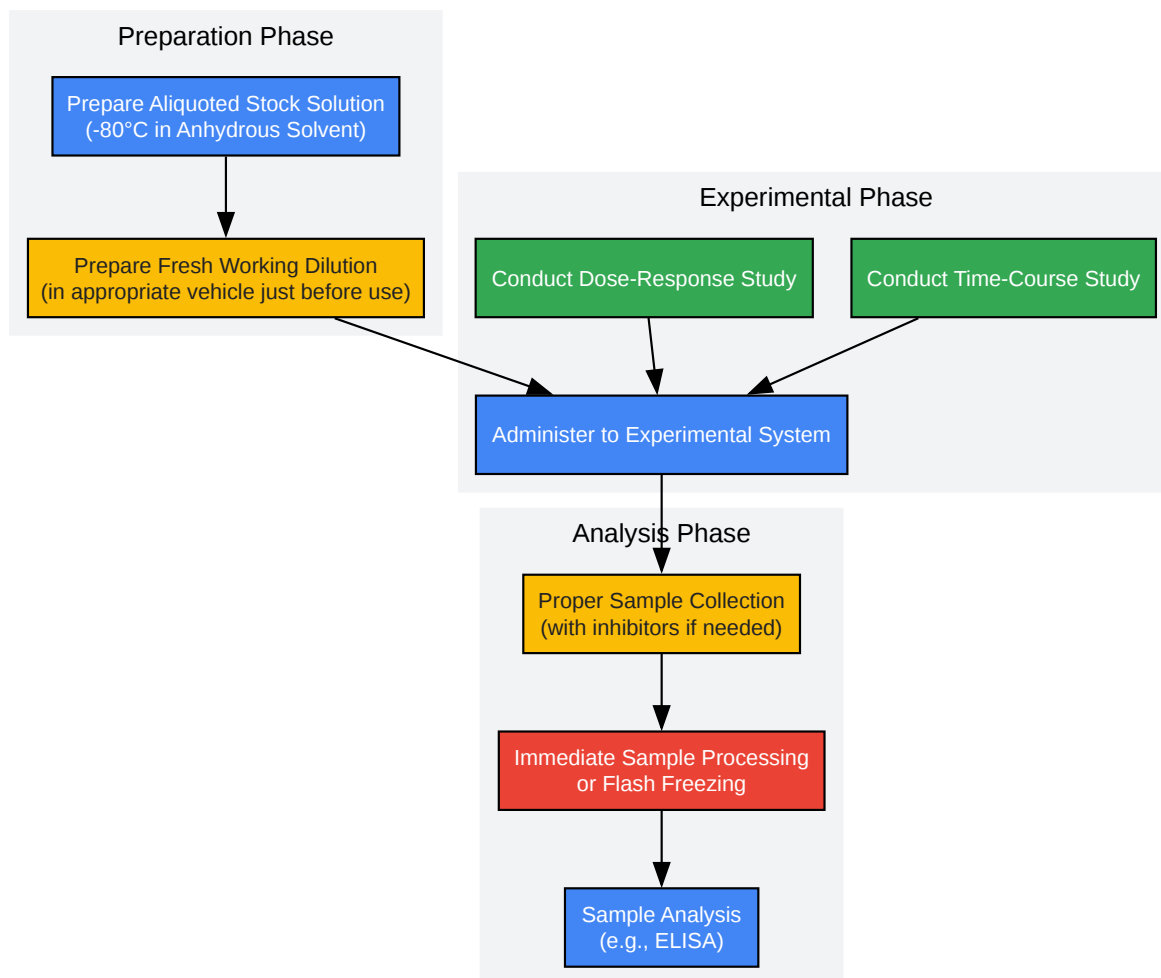 Preparation Phase
Prepare Aliquoted Stock Solution
(-80°C in Anhydrous Solvent)
Prepare Fresh Working Dilution
(in appropriate vehicle just before use)
Experimental Phase
Conduct Dose-Response Study
Conduct Time-Course Study
Administer to Experimental System
Analysis Phase
Proper Sample Collection
(with inhibitors if needed)
Immediate Sample Processing
or Flash Freezing
Sample Analysis
(e.g., ELISA)